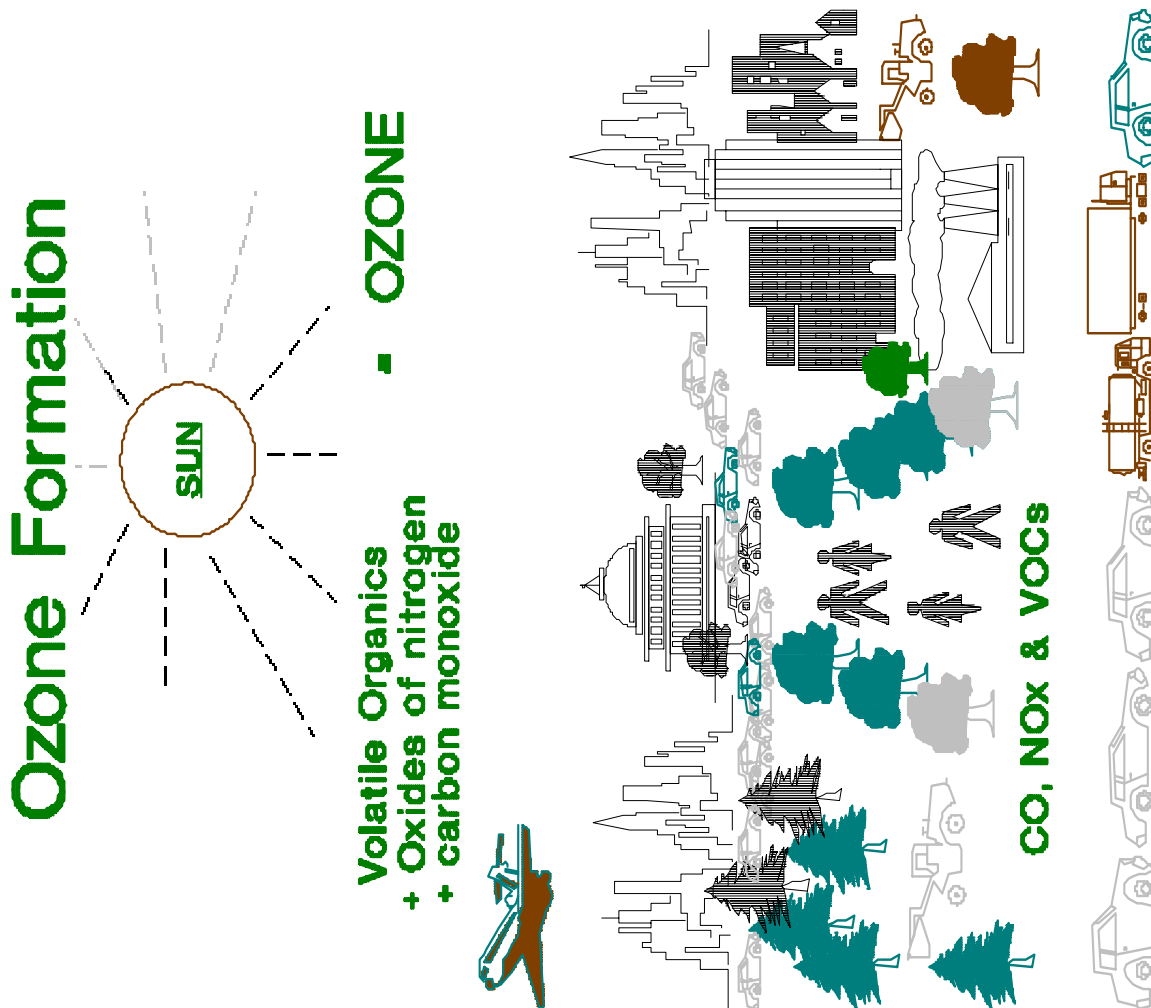 Ozone Formation
SUN
Volatile Organics
+ Oxides of nitrogen
+ carbon monoxide
= OZONE
CO, NOx & VOCs